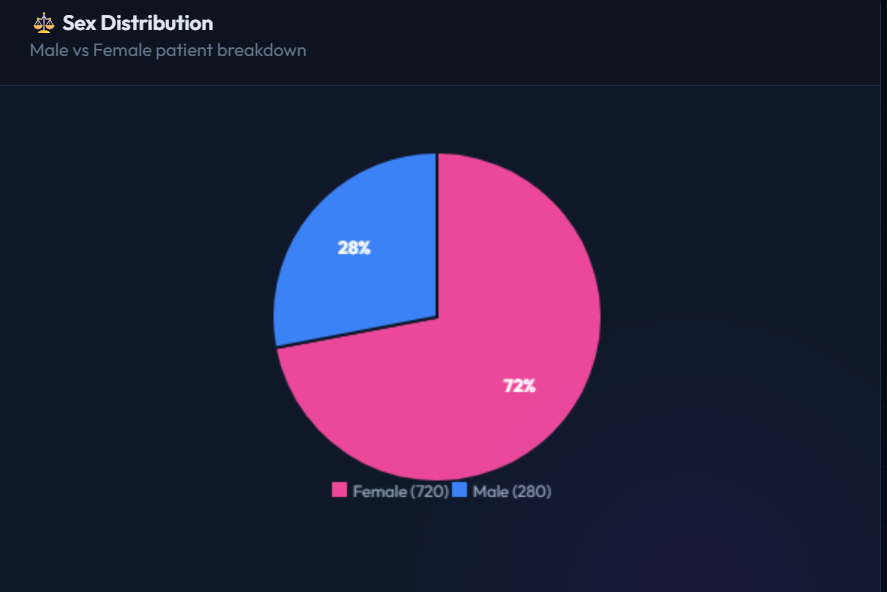 Sex Distribution
Male vs Female patient breakdown
28%
72%
Female (720) Male (280)